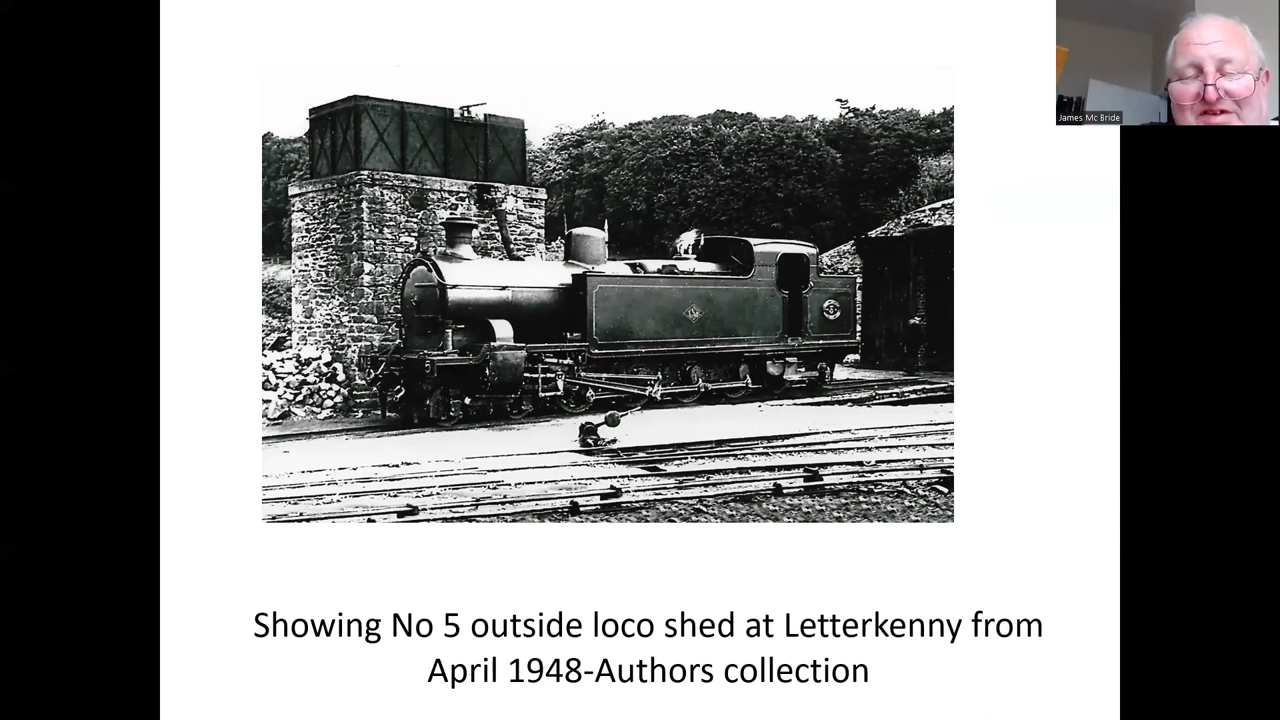 James Mc Bride
Showing No 5 outside loco shed at Letterkenny from
April 1948-Authors collection